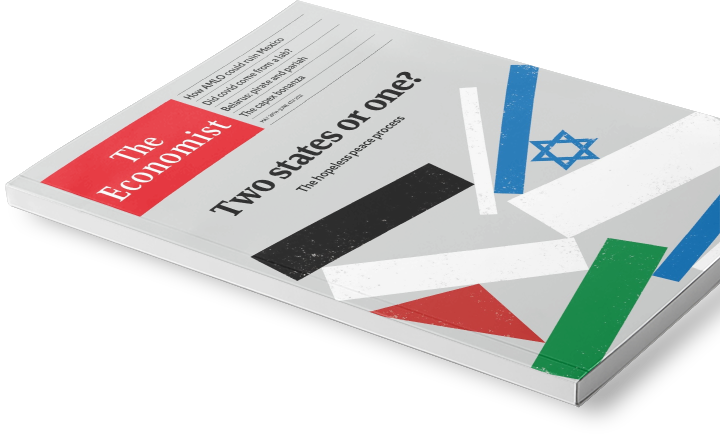 How AMLO could ruin Mexico
Did covid come from a lab?
Belarus: pirate and pariah
The capex bonanza
The
Economist
Two states or one?
The hopeless peace process